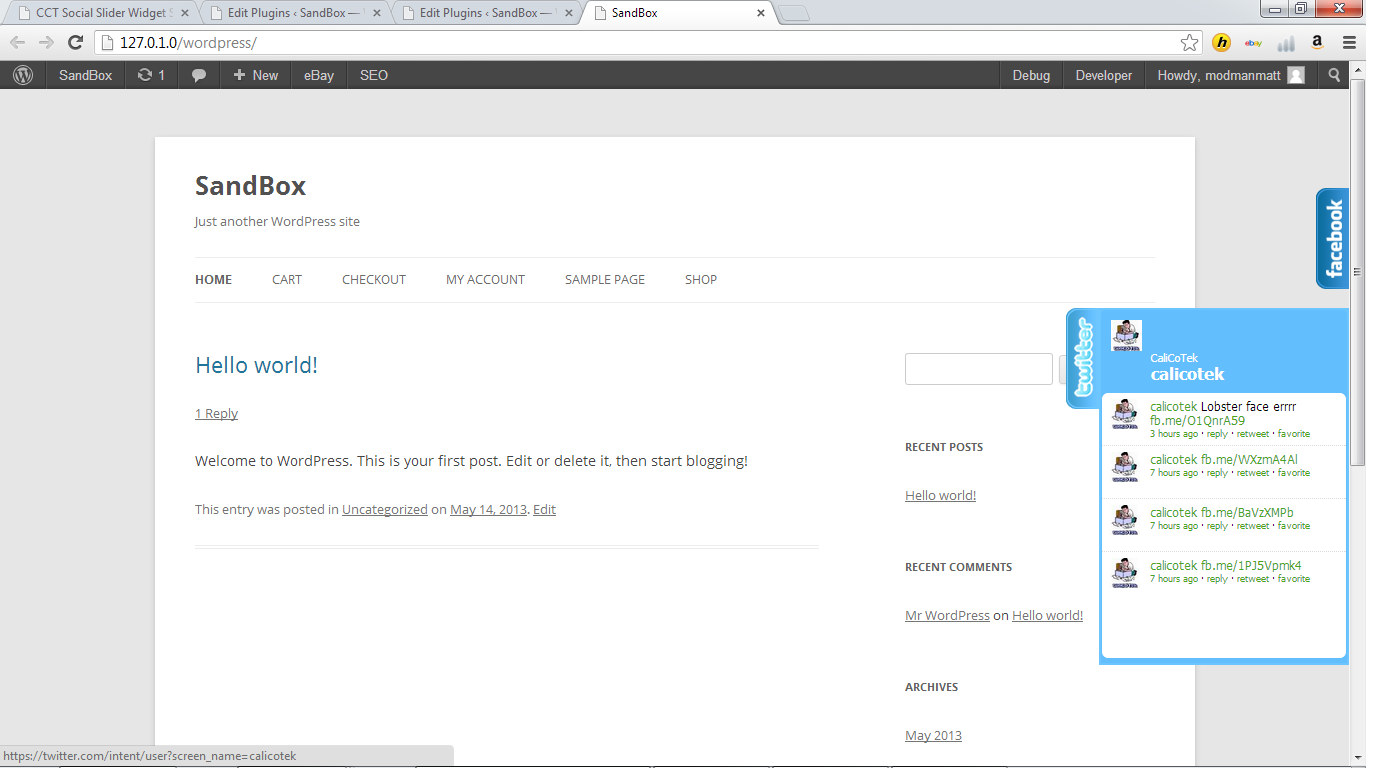 CCT Social Slider Widget S
Edit Plugins ‹ SandBox —
Edit Plugins ‹ SandBox —
SandBox
127.0.1.0/wordpress/
h ebay a
SandBox 1 New eBay SEO Debug Developer Howdy, modmanmatt
SandBox
Just another WordPress site
HOME CART CHECKOUT MY ACCOUNT SAMPLE PAGE SHOP
facebook
Hello world!
1 Reply
Welcome to WordPress. This is your first post. Edit or delete it, then start blogging!
This entry was posted in Uncategorized on May 14, 2013. Edit
RECENT POSTS
Hello world!
RECENT COMMENTS
Mr WordPress on Hello world!
ARCHIVES
May 2013
twitter
CaliCoTek
calicotek
calicotek Lobster face errrr
fb.me/O1QnrA59
3 hours ago · reply · retweet · favorite
calicotek fb.me/WXzmA4Al
7 hours ago · reply · retweet · favorite
calicotek fb.me/BaVzXMPb
7 hours ago · reply · retweet · favorite
calicotek fb.me/1PJ5Vpmk4
7 hours ago · reply · retweet · favorite
https://twitter.com/intent/user?screen_name=calicotek